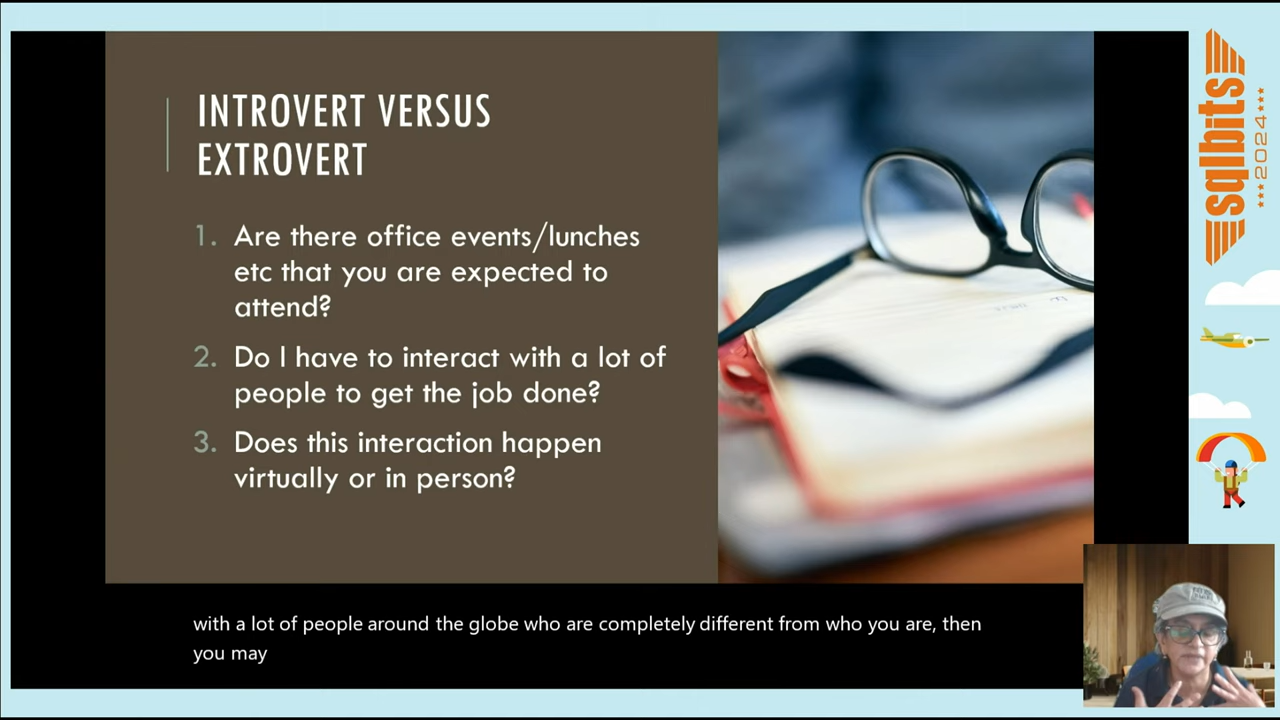 INTROVERT VERSUS
EXTROVERT
1. Are there office events/lunches
etc that you are expected to
attend?
2. Do I have to interact with a lot of
people to get the job done?
3. Does this interaction happen
virtually or in person?
with a lot of people around the globe who are completely different from who you are, then
you may
sqlbits
2024